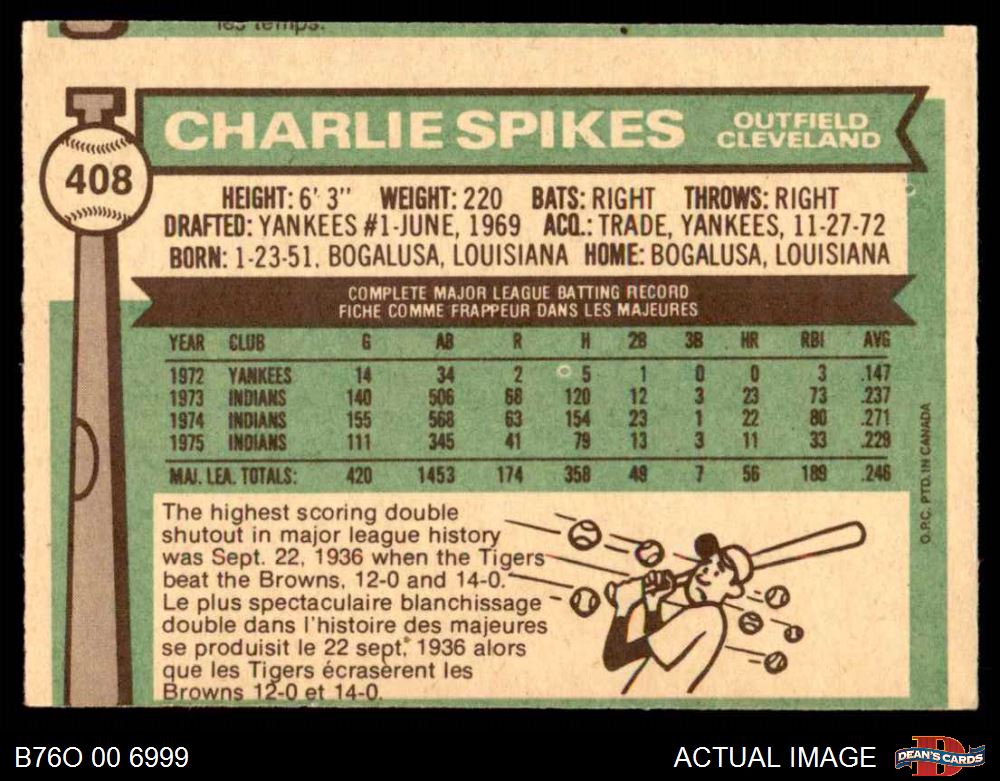 les temps.
CHARLIE SPIKES
OUTFIELD
CLEVELAND
408
HEIGHT: 6' 3" WEIGHT: 220 BATS: RIGHT THROWS: RIGHT
DRAFTED: YANKEES #1-JUNE, 1969 ACQ.: TRADE, YANKEES, 11-27-72
BORN: 1-23-51, BOGALUSA, LOUISIANA HOME: BOGALUSA, LOUISIANA
COMPLETE MAJOR LEAGUE BATTING RECORD
FICHE COMME FRAPPEUR DANS LES MAJEURES
YEAR CLUB G AB R H 2B 3B HR RBI AVG
1972 YANKEES 14 34 2 5 1 0 0 3 .147
1973 INDIANS 140 506 68 120 12 3 23 73 .237
1974 INDIANS 155 568 63 154 23 1 22 80 .271
1975 INDIANS 111 345 41 79 13 3 11 33 .229
MAJ. LEA. TOTALS: 420 1453 174 358 49 7 56 189 .246
The highest scoring double
shutout in major league history
was Sept. 22, 1936 when the Tigers
beat the Browns, 12-0 and 14-0.
Le plus spectaculaire blanchissage
double dans l'histoire des majeures
se produisit le 22 sept. 1936 alors
que les Tigers écrasèrent les
Browns 12-0 et 14-0.
O.P.C. PTD. IN CANADA
B76O 00 6999
ACTUAL IMAGE
D
DEAN'S CARDS